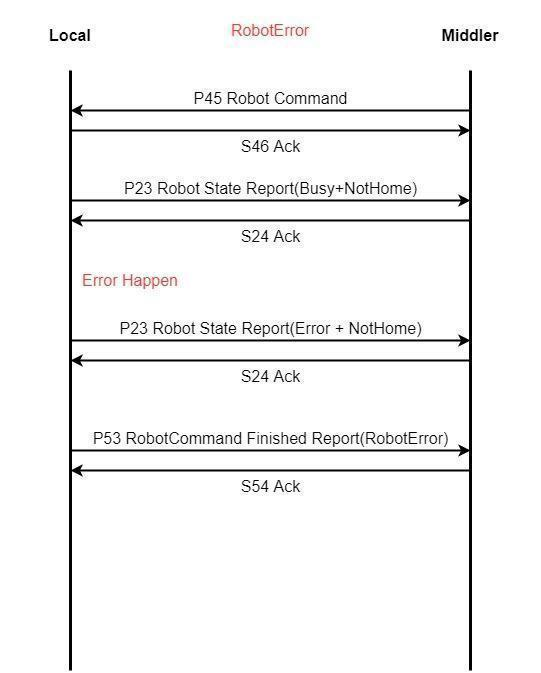 Local
RobotError
Middler
P45 Robot Command
S46 Ack
P23 Robot State Report(Busy+NotHome)
S24 Ack
Error Happen
P23 Robot State Report(Error + NotHome)
S24 Ack
P53 RobotCommand Finished Report(RobotError)
S54 Ack